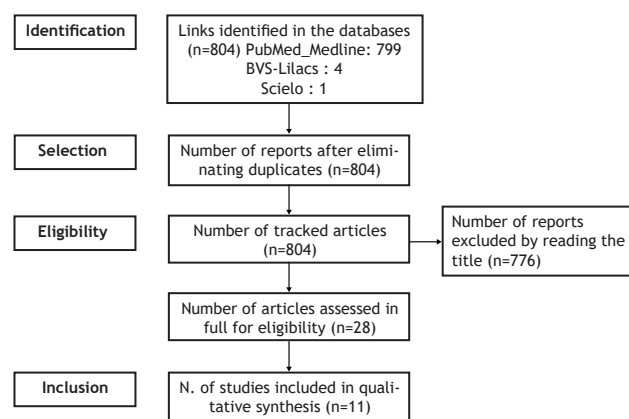 Identification
Links identified in the databases
(n=804) PubMed_Medline: 799
BVS-Lilacs : 4
Scielo : 1
Selection
Number of reports after elimi-
nating duplicates (n=804)
Eligibility
Number of tracked articles
(n=804)
Number of reports
excluded by reading the
title (n=776)
Number of articles assessed in
full for eligibility (n=28)
Inclusion
N. of studies included in quali-
tative synthesis (n=11)